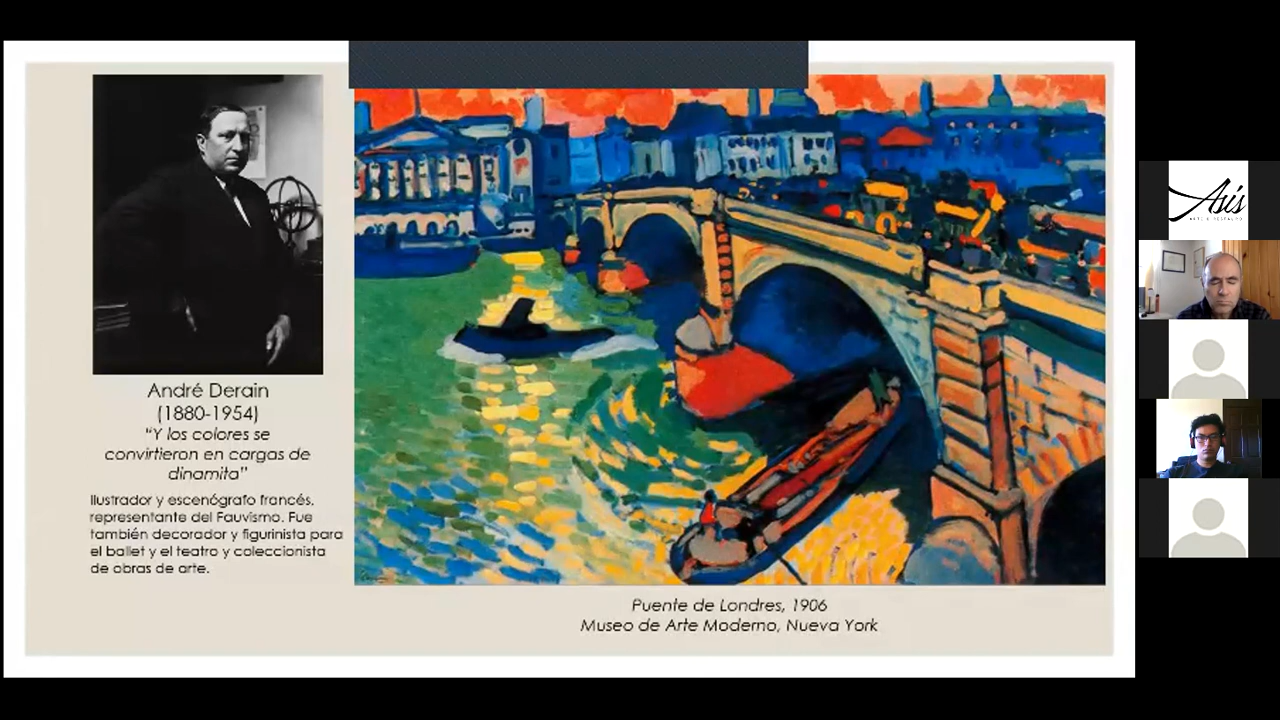 André Derain
(1880-1954)
“Y los colores se
convirtieron en cargas de
dinamita”
Ilustrador y escenógrafo francés,
representante del Fauvismo. Fue
también decorador y figurinista para
el ballet y el teatro y coleccionista
de obras de arte.
Puente de Londres, 1906
Museo de Arte Moderno, Nueva York